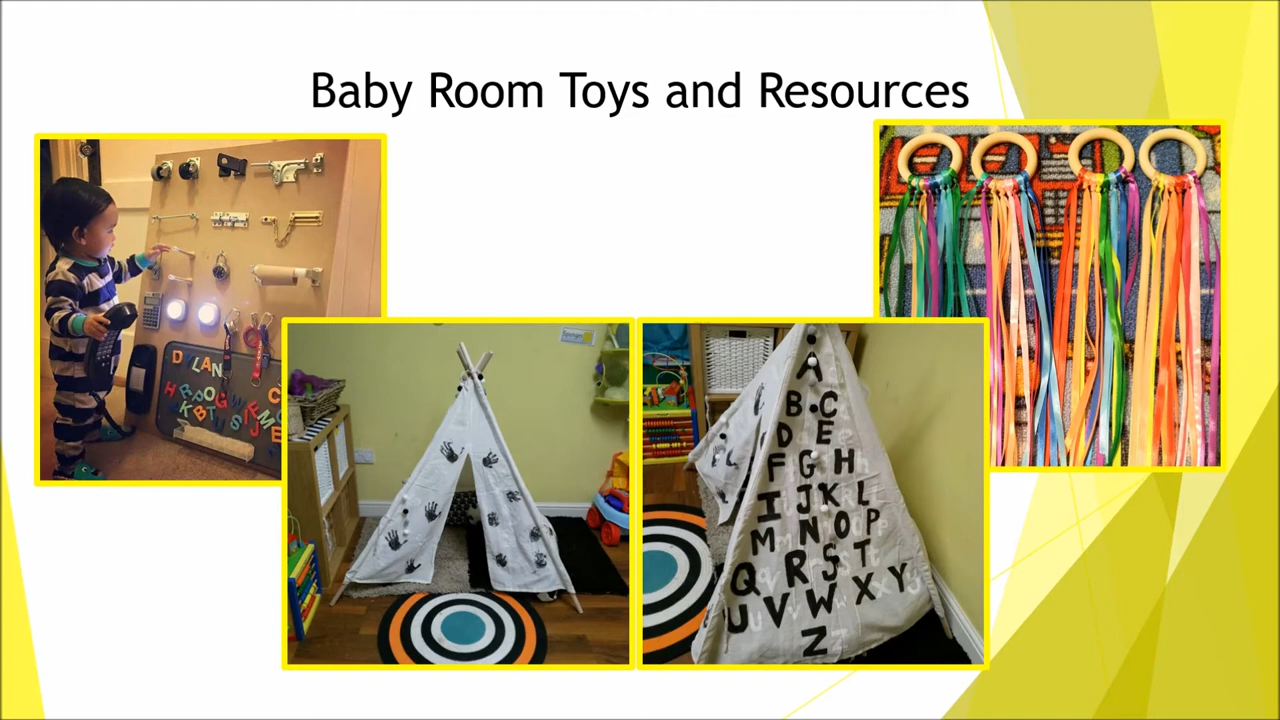 Baby Room Toys and Resources
DYLAN
A
B C
D E
F G H
I J K L
M N O P
Q R S T
U V W X Y
Z